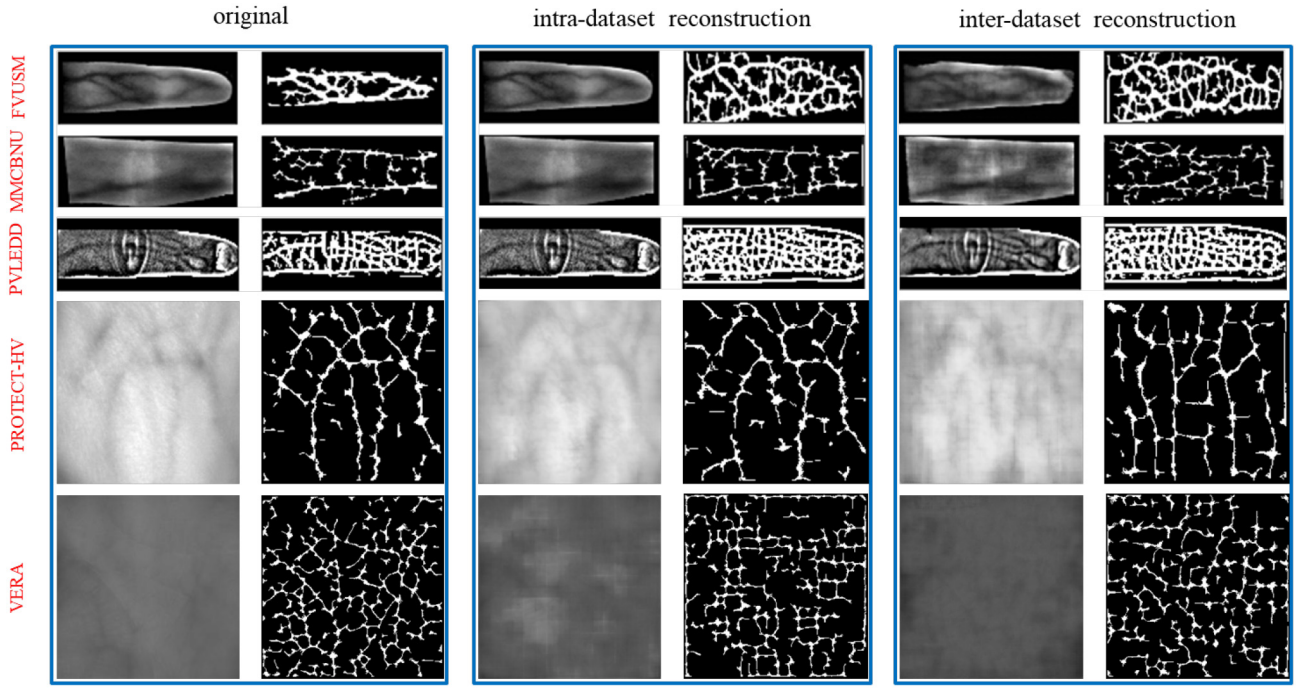 original
intra-dataset reconstruction
inter-dataset reconstruction
FVUSM
MMCBNU
PVLEDD
PROTECT-HV
VERA